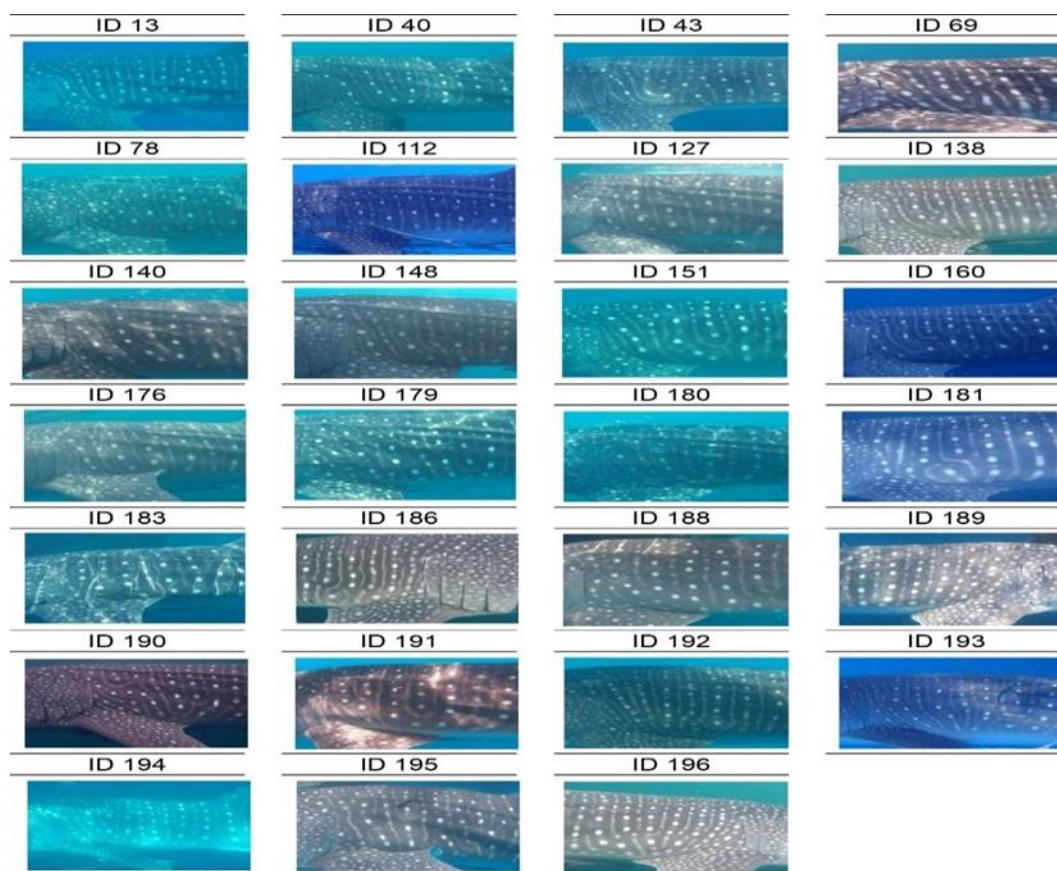 ID 13 ID 40 ID 43 ID 69
ID 78 ID 112 ID 127 ID 138
ID 140 ID 148 ID 151 ID 160
ID 176 ID 179 ID 180 ID 181
ID 183 ID 186 ID 188 ID 189
ID 190 ID 191 ID 192 ID 193
ID 194 ID 195 ID 196